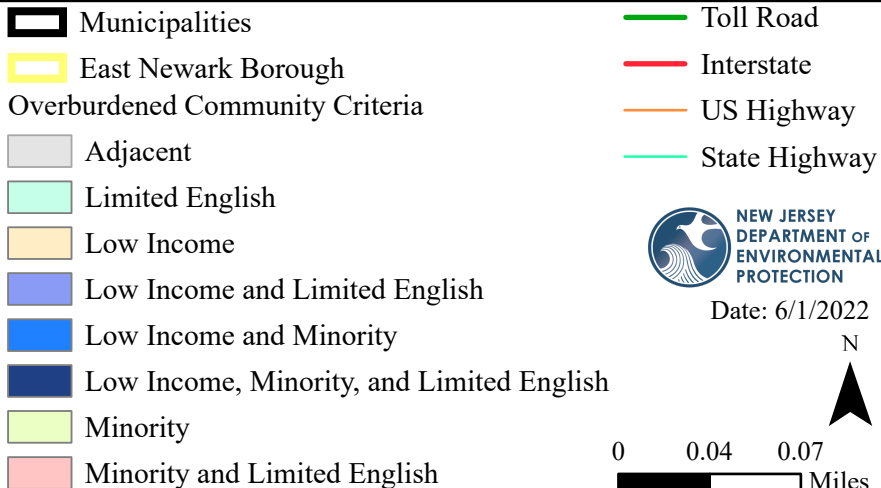 Municipalities
East Newark Borough
Overburdened Community Criteria
Adjacent
Limited English
Low Income
Low Income and Limited English
Low Income and Minority
Low Income, Minority, and Limited English
Minority
Minority and Limited English
Toll Road
Interstate
US Highway
State Highway
NEW JERSEY
DEPARTMENT OF
ENVIRONMENTAL
PROTECTION
Date: 6/1/2022
N
0 0.04 0.07
Miles